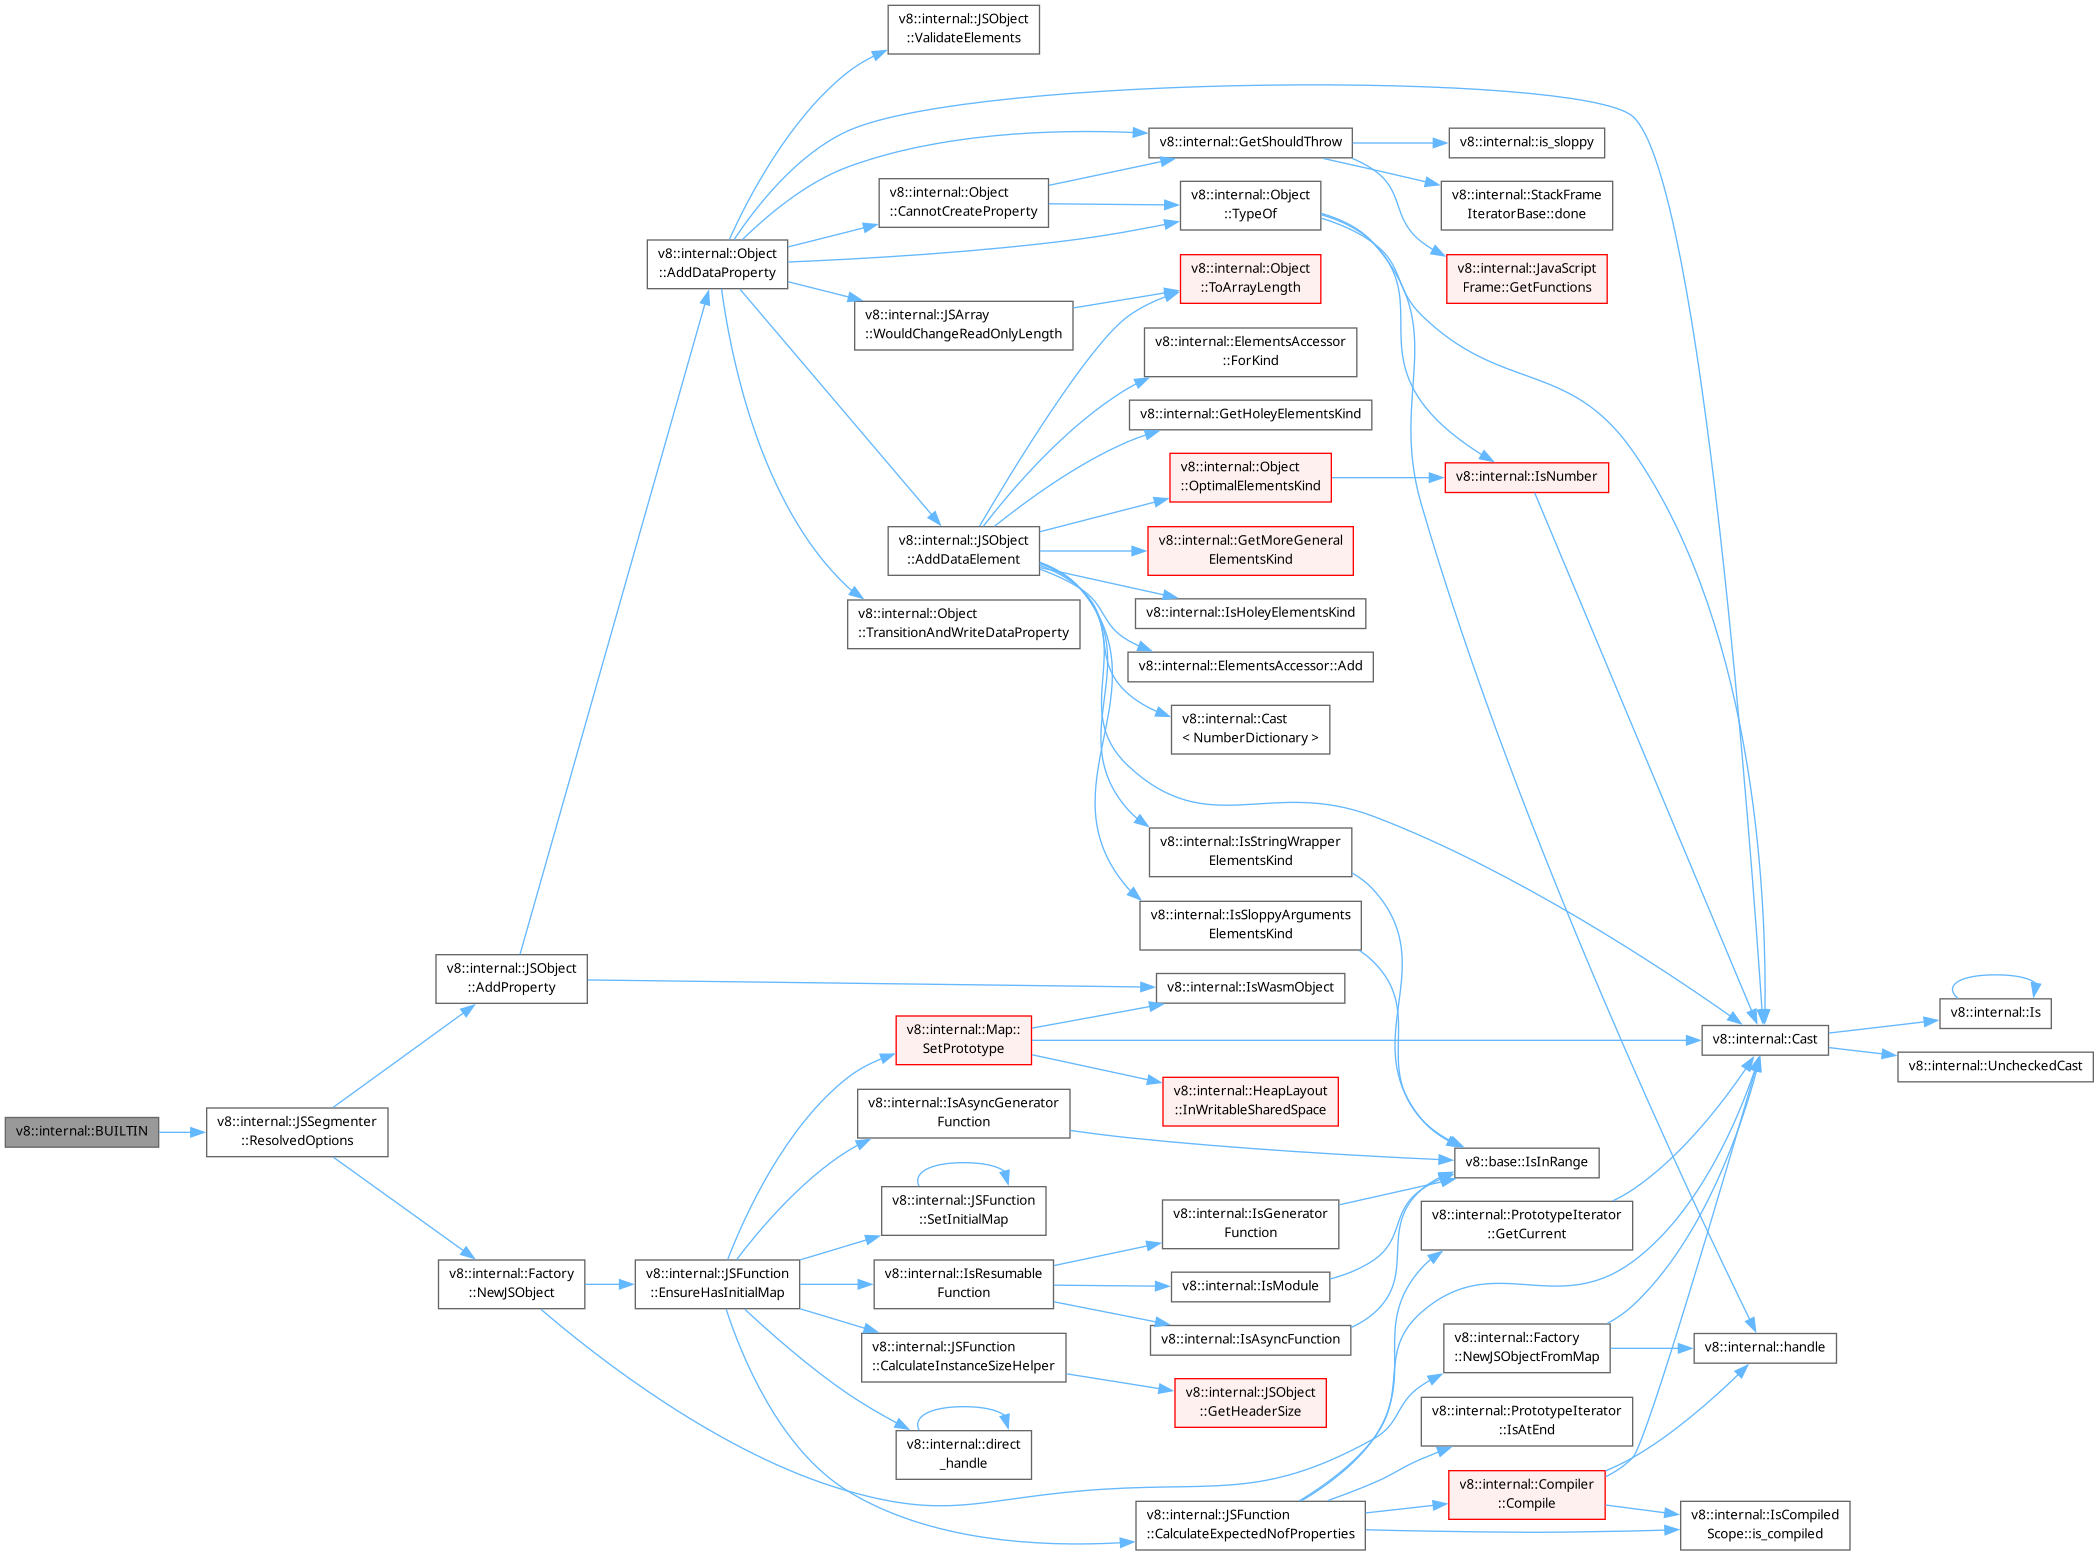 v8::internal::JSObject
::ValidateElements
v8::internal::GetShouldThrow
v8::internal::is_sloppy
v8::internal::Object
::CannotCreateProperty
v8::internal::Object
::TypeOf
v8::internal::StackFrame
IteratorBase::done
v8::internal::Object
::AddDataProperty
v8::internal::Object
::ToArrayLength
v8::internal::JavaScript
Frame::GetFunctions
v8::internal::JSArray
::WouldChangeReadOnlyLength
v8::internal::ElementsAccessor
::ForKind
v8::internal::GetHoleyElementsKind
v8::internal::Object
::OptimalElementsKind
v8::internal::IsNumber
v8::internal::JSObject
::AddDataElement
v8::internal::GetMoreGeneral
ElementsKind
v8::internal::IsHoleyElementsKind
v8::internal::Object
::TransitionAndWriteDataProperty
v8::internal::ElementsAccessor::Add
v8::internal::Cast
< NumberDictionary >
v8::internal::IsStringWrapper
ElementsKind
v8::internal::IsSloppyArguments
ElementsKind
v8::internal::JSObject
::AddProperty
v8::internal::IsWasmObject
v8::internal::Map::
SetPrototype
v8::internal::Cast
v8::internal::Is
v8::internal::UncheckedCast
v8::internal::HeapLayout
::InWritableSharedSpace
v8::internal::BUILTIN
v8::internal::JSSegmenter
::ResolvedOptions
v8::internal::IsAsyncGenerator
Function
v8::base::IsInRange
v8::internal::JSFunction
::SetInitialMap
v8::internal::IsGenerator
Function
v8::internal::PrototypeIterator
::GetCurrent
v8::internal::Factory
::NewJSObject
v8::internal::JSFunction
::EnsureHasInitialMap
v8::internal::IsResumable
Function
v8::internal::IsModule
v8::internal::IsAsyncFunction
v8::internal::JSFunction
::CalculateInstanceSizeHelper
v8::internal::Factory
::NewJSObjectFromMap
v8::internal::handle
v8::internal::JSObject
::GetHeaderSize
v8::internal::PrototypeIterator
::IsAtEnd
v8::internal::direct
_handle
v8::internal::Compiler
::Compile
v8::internal::JSFunction
::CalculateExpectedNofProperties
v8::internal::IsCompiled
Scope::is_compiled